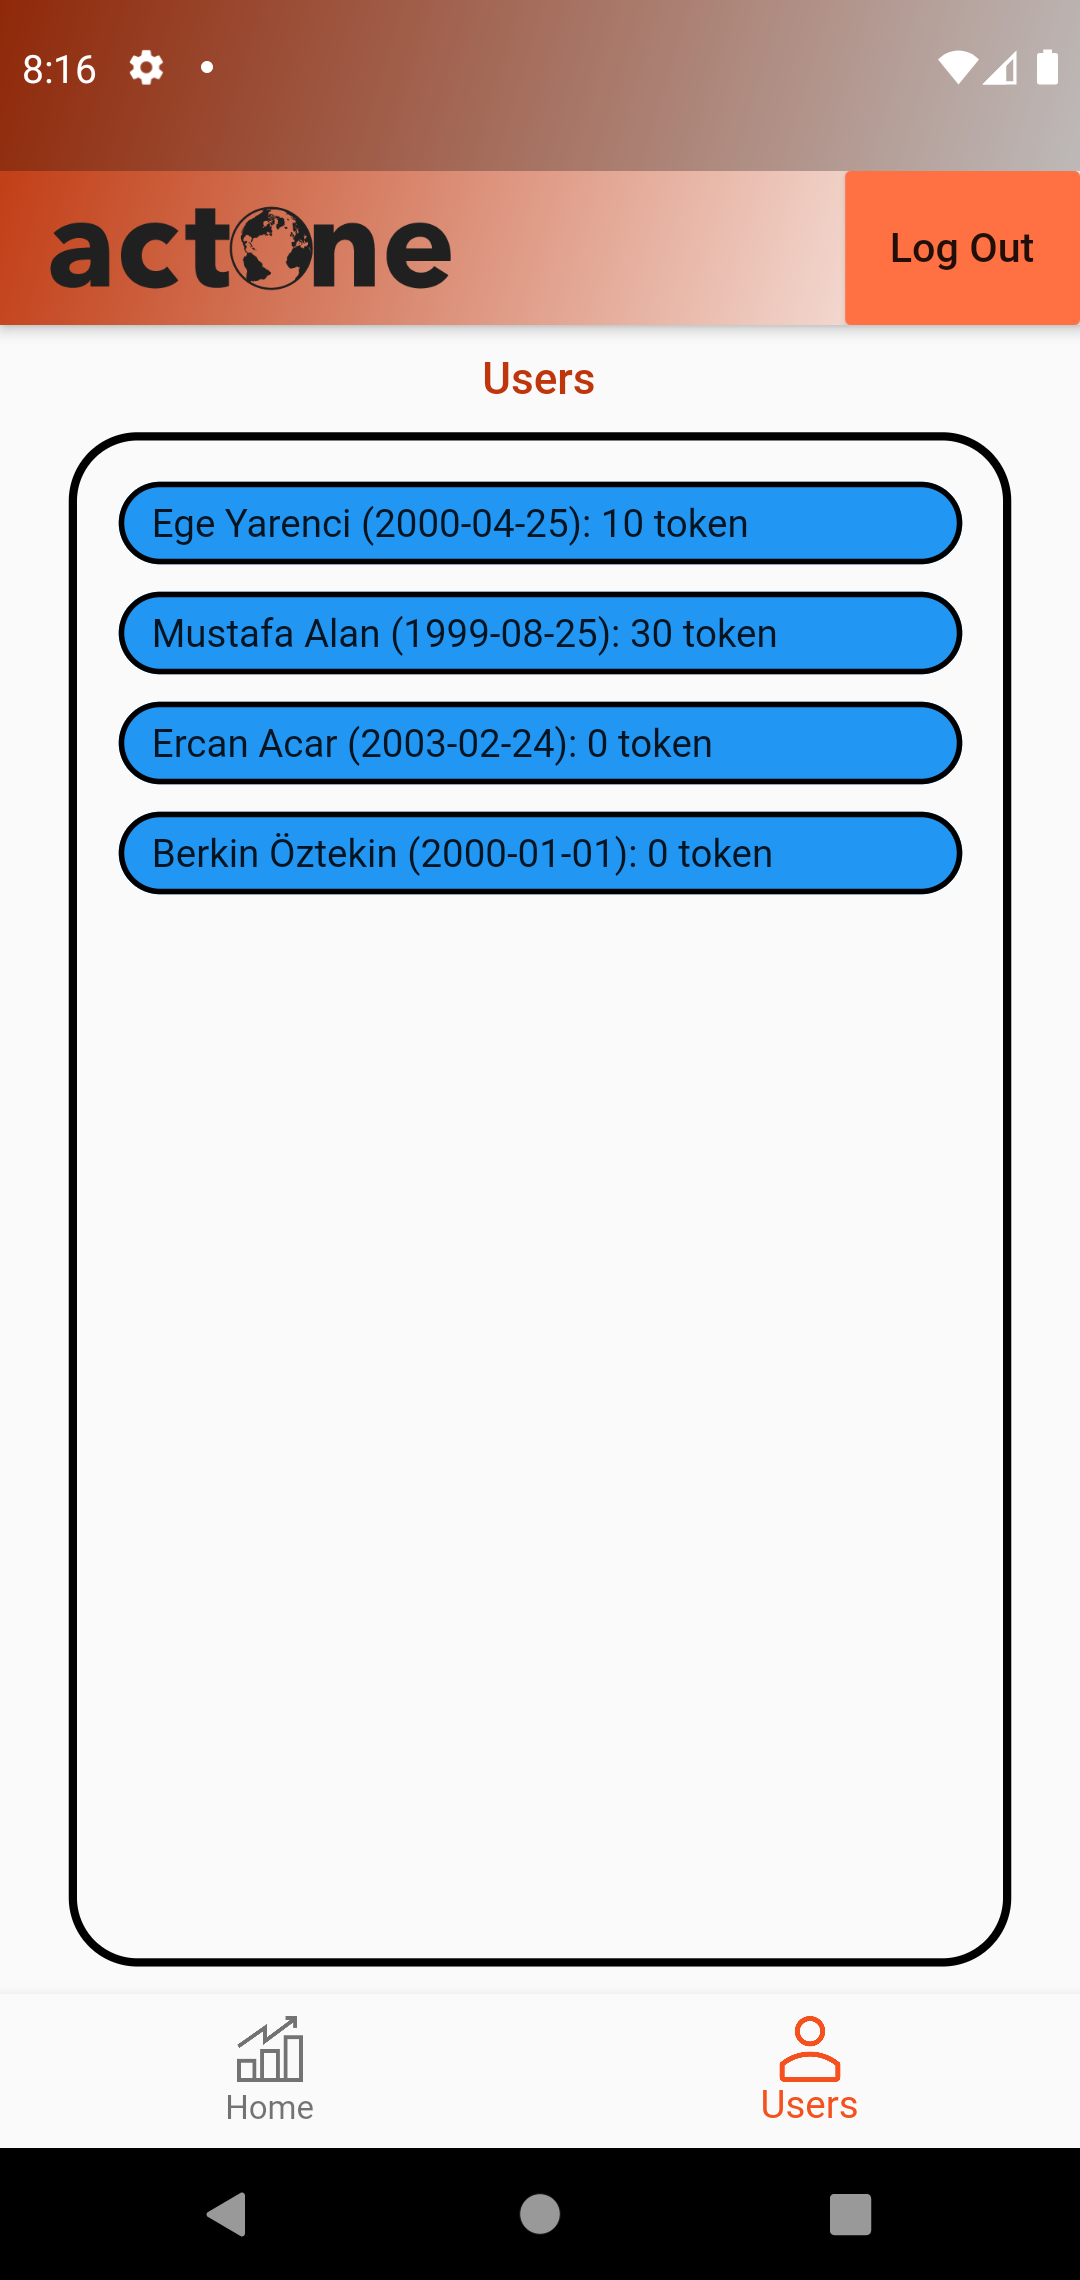 8:16
actone
Log Out
Users
Ege Yarenci (2000-04-25): 10 token
Mustafa Alan (1999-08-25): 30 token
Ercan Acar (2003-02-24): 0 token
Berkin Öztekin (2000-01-01): 0 token
Home
Users